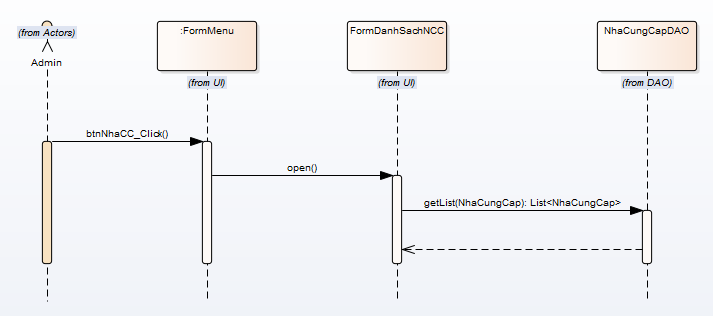 (from Actors)
Admin
:FormMenu
(from UI)
FormDanhSachNCC
(from UI)
NhaCungCapDAO
(from DAO)
btnNhaCC_Click()
open()
getList(NhaCungCap): List<NhaCungCap>